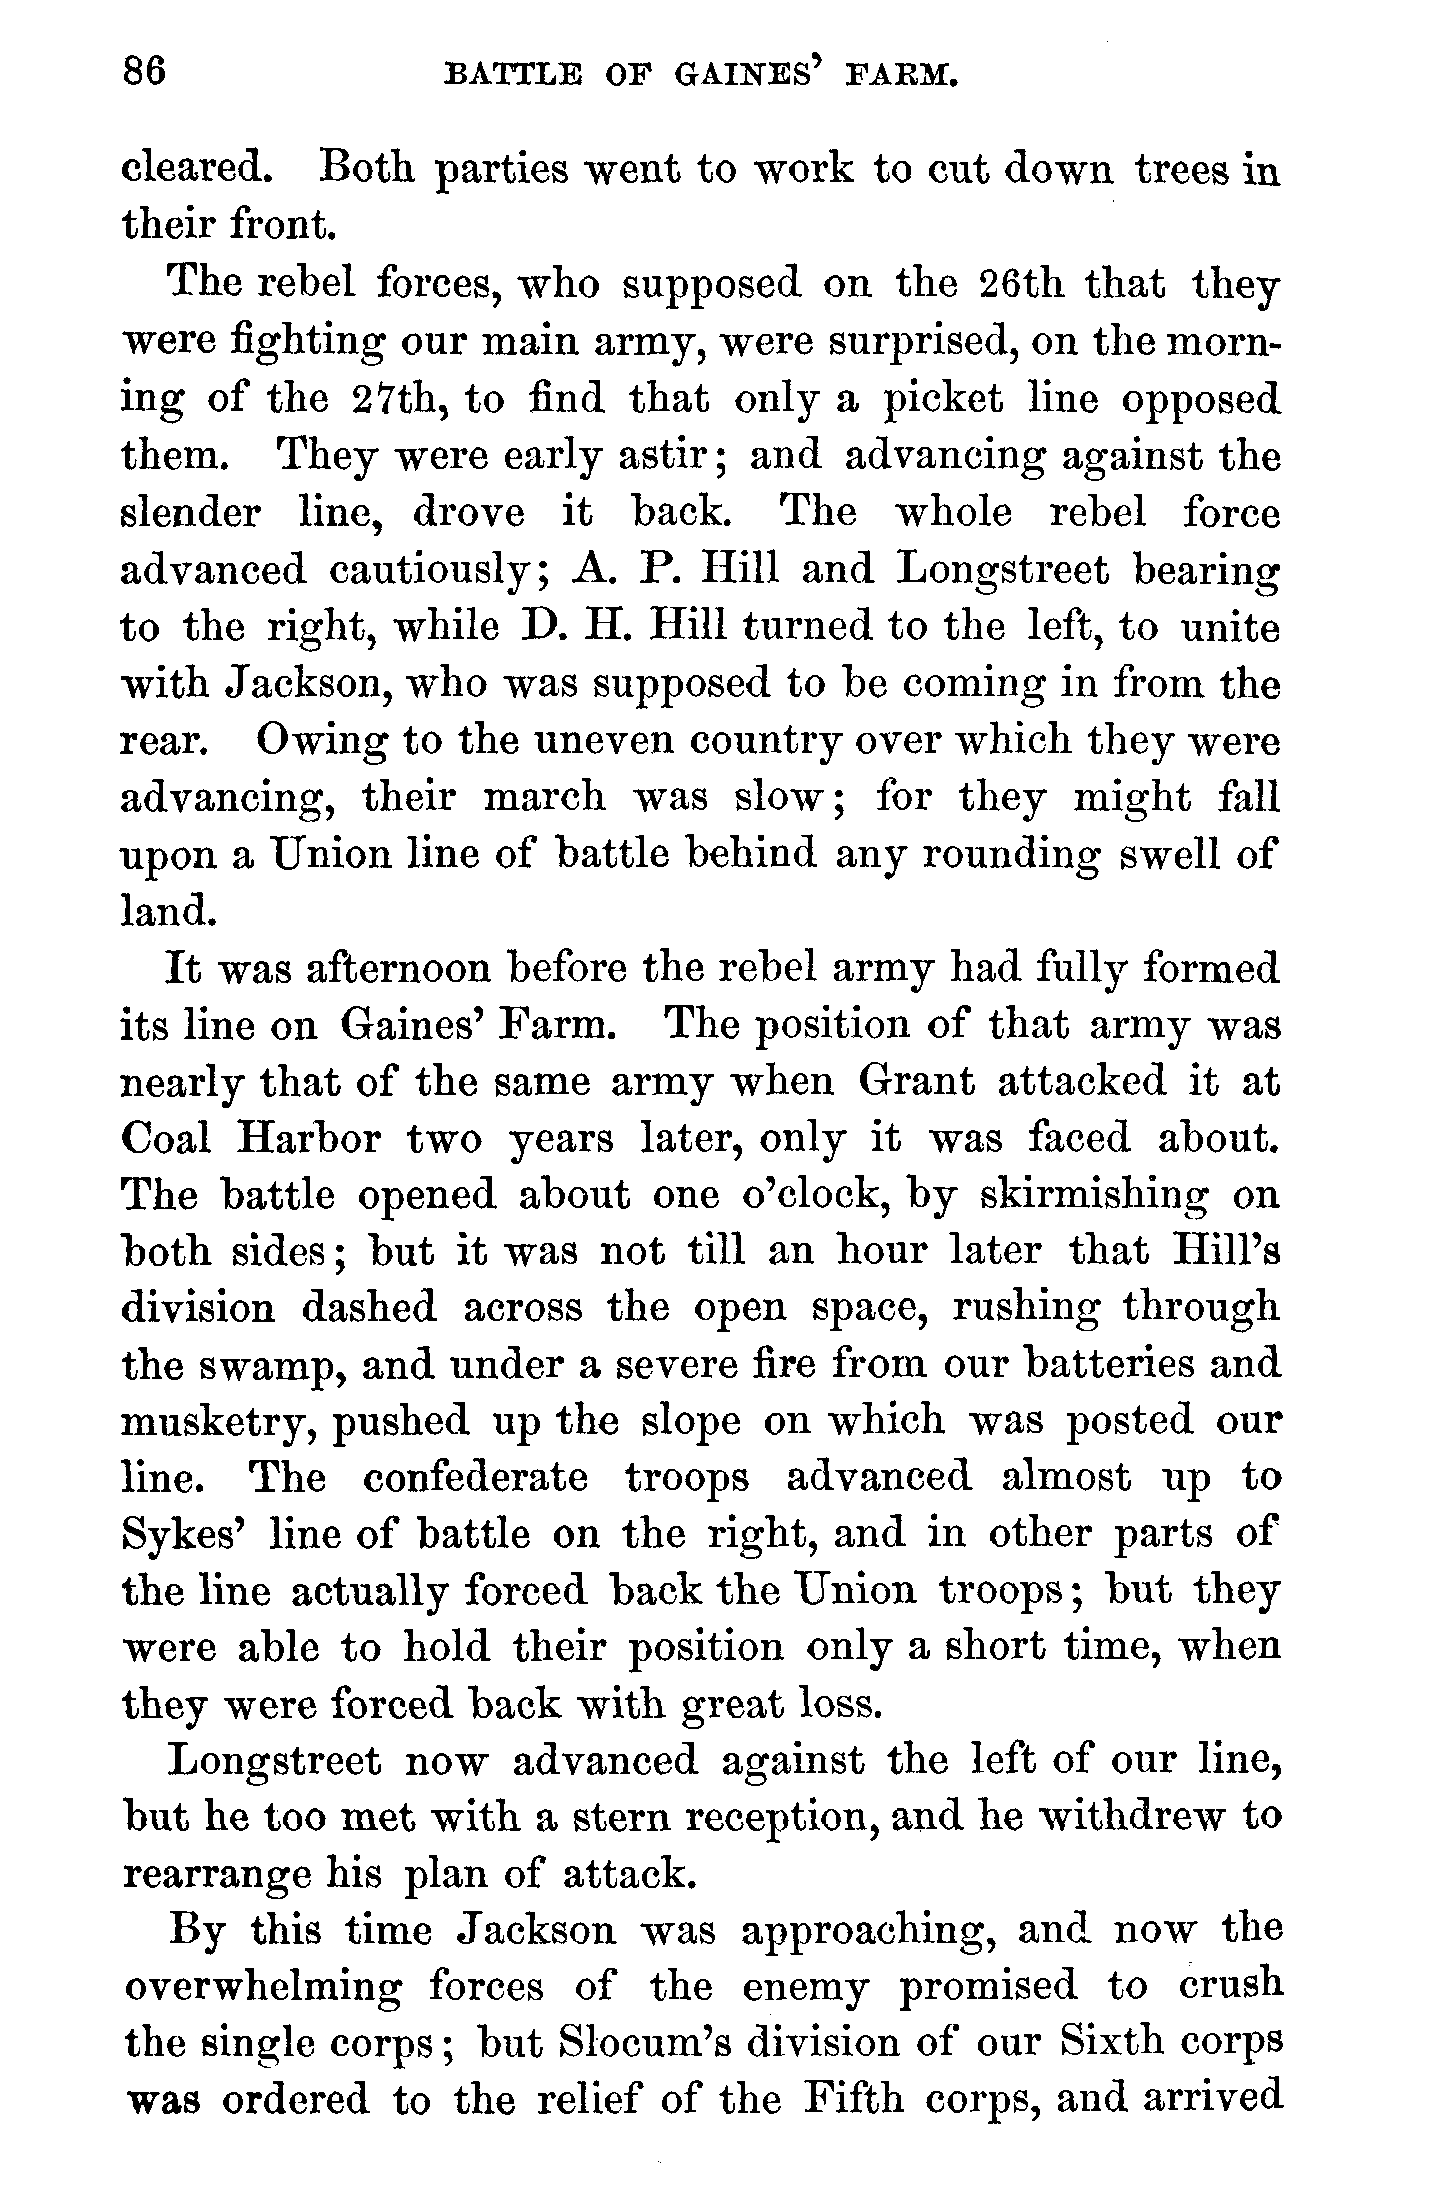 86 BATTLE OF GAINES' FARM.
cleared. Both parties went to work to cut down trees in
their front.
The rebel forces, who supposed on the 26th that they
were fighting our main army, were surprised, on the morn-
ing of the 27th, to find that only a picket line opposed
them. They were early astir; and advancing against the
slender line, drove it back. The whole rebel force
advanced cautiously; A. P. Hill and Longstreet bearing
to the right, while D. H. Hill turned to the left, to unite
with Jackson, who was supposed to be coming in from the
rear. Owing to the uneven country over which they were
advancing, their march was slow; for they might fall
upon a Union line of battle behind any rounding swell of
land.
It was afternoon before the rebel army had fully formed
its line on Gaines' Farm. The position of that army was
nearly that of the same army when Grant attacked it at
Coal Harbor two years later, only it was faced about.
The battle opened about one o'clock, by skirmishing on
both sides; but it was not till an hour later that Hill's
division dashed across the open space, rushing through
the swamp, and under a severe fire from our batteries and
musketry, pushed up the slope on which was posted our
line. The confederate troops advanced almost up to
Sykes' line of battle on the right, and in other parts of
the line actually forced back the Union troops; but they
were able to hold their position only a short time, when
they were forced back with great loss.
Longstreet now advanced against the left of our line,
but he too met with a stern reception, and he withdrew to
rearrange his plan of attack.
By this time Jackson was approaching, and now the
overwhelming forces of the enemy promised to crush
the single corps; but Slocum's division of our Sixth corps
was ordered to the relief of the Fifth corps, and arrived